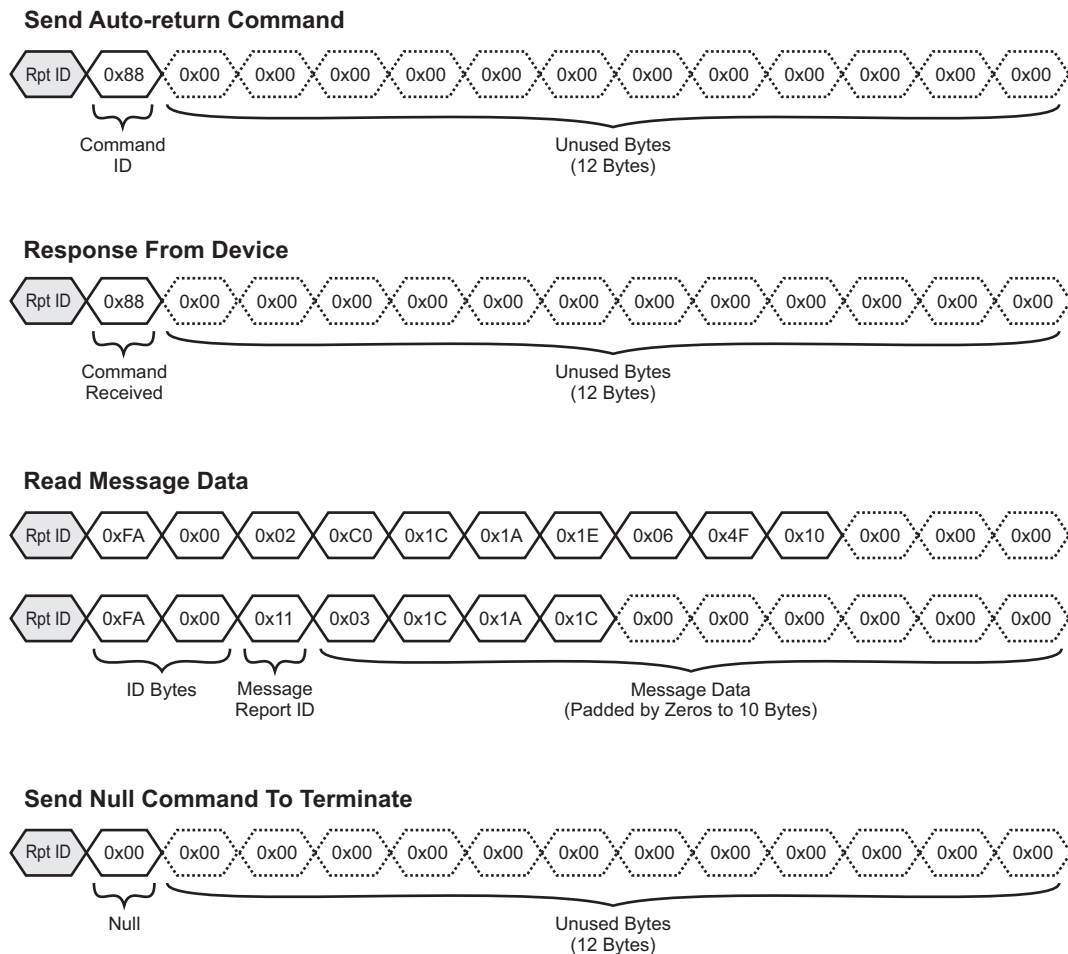 Send Auto-return Command
Rpt ID 0x88 0x00 0x00 0x00 0x00 0x00 0x00 0x00 0x00 0x00 0x00 0x00 0x00
Command
ID
Unused Bytes
(12 Bytes)
Response From Device
Rpt ID 0x88 0x00 0x00 0x00 0x00 0x00 0x00 0x00 0x00 0x00 0x00 0x00 0x00
Command
Received
Unused Bytes
(12 Bytes)
Read Message Data
Rpt ID 0xFA 0x00 0x02 0xC0 0x1C 0x1A 0x1E 0x06 0x4F 0x10 0x00 0x00 0x00
Rpt ID 0xFA 0x00 0x11 0x03 0x1C 0x1A 0x1C 0x00 0x00 0x00 0x00 0x00 0x00
ID Bytes
Message
Report ID
Message Data
(Padded by Zeros to 10 Bytes)
Send Null Command To Terminate
Rpt ID 0x00 0x00 0x00 0x00 0x00 0x00 0x00 0x00 0x00 0x00 0x00 0x00 0x00
Null
Unused Bytes
(12 Bytes)